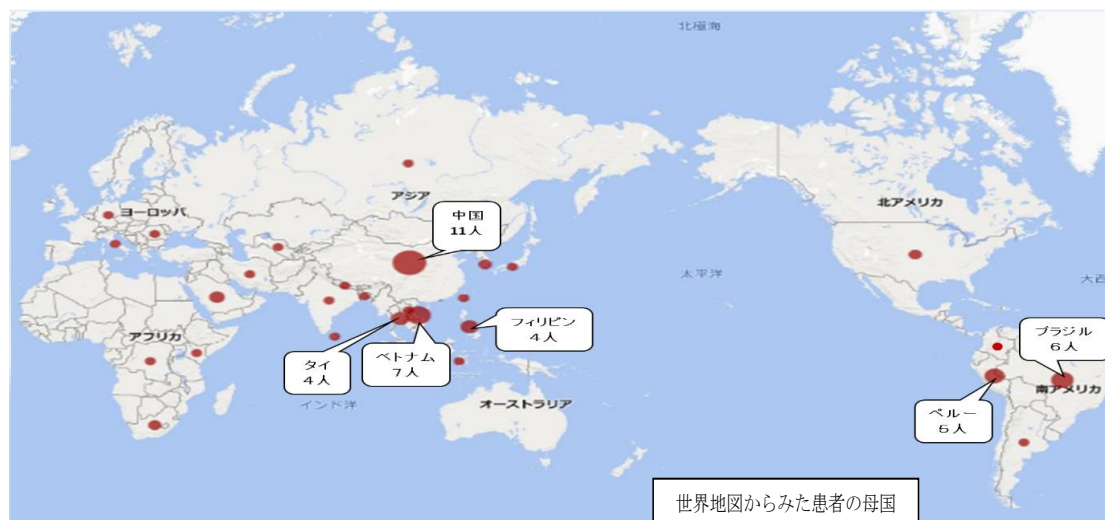 北極海
アジア
ヨーロッパ
中国
11人
北アメリカ
太平洋
大西
フィリピン
4人
ブラジル
6人
アフリカ
タイ
4人
ベトナム
7人
インド洋
オーストラリア
南アメリカ
ペルー
5人
世界地図からみた患者の母国